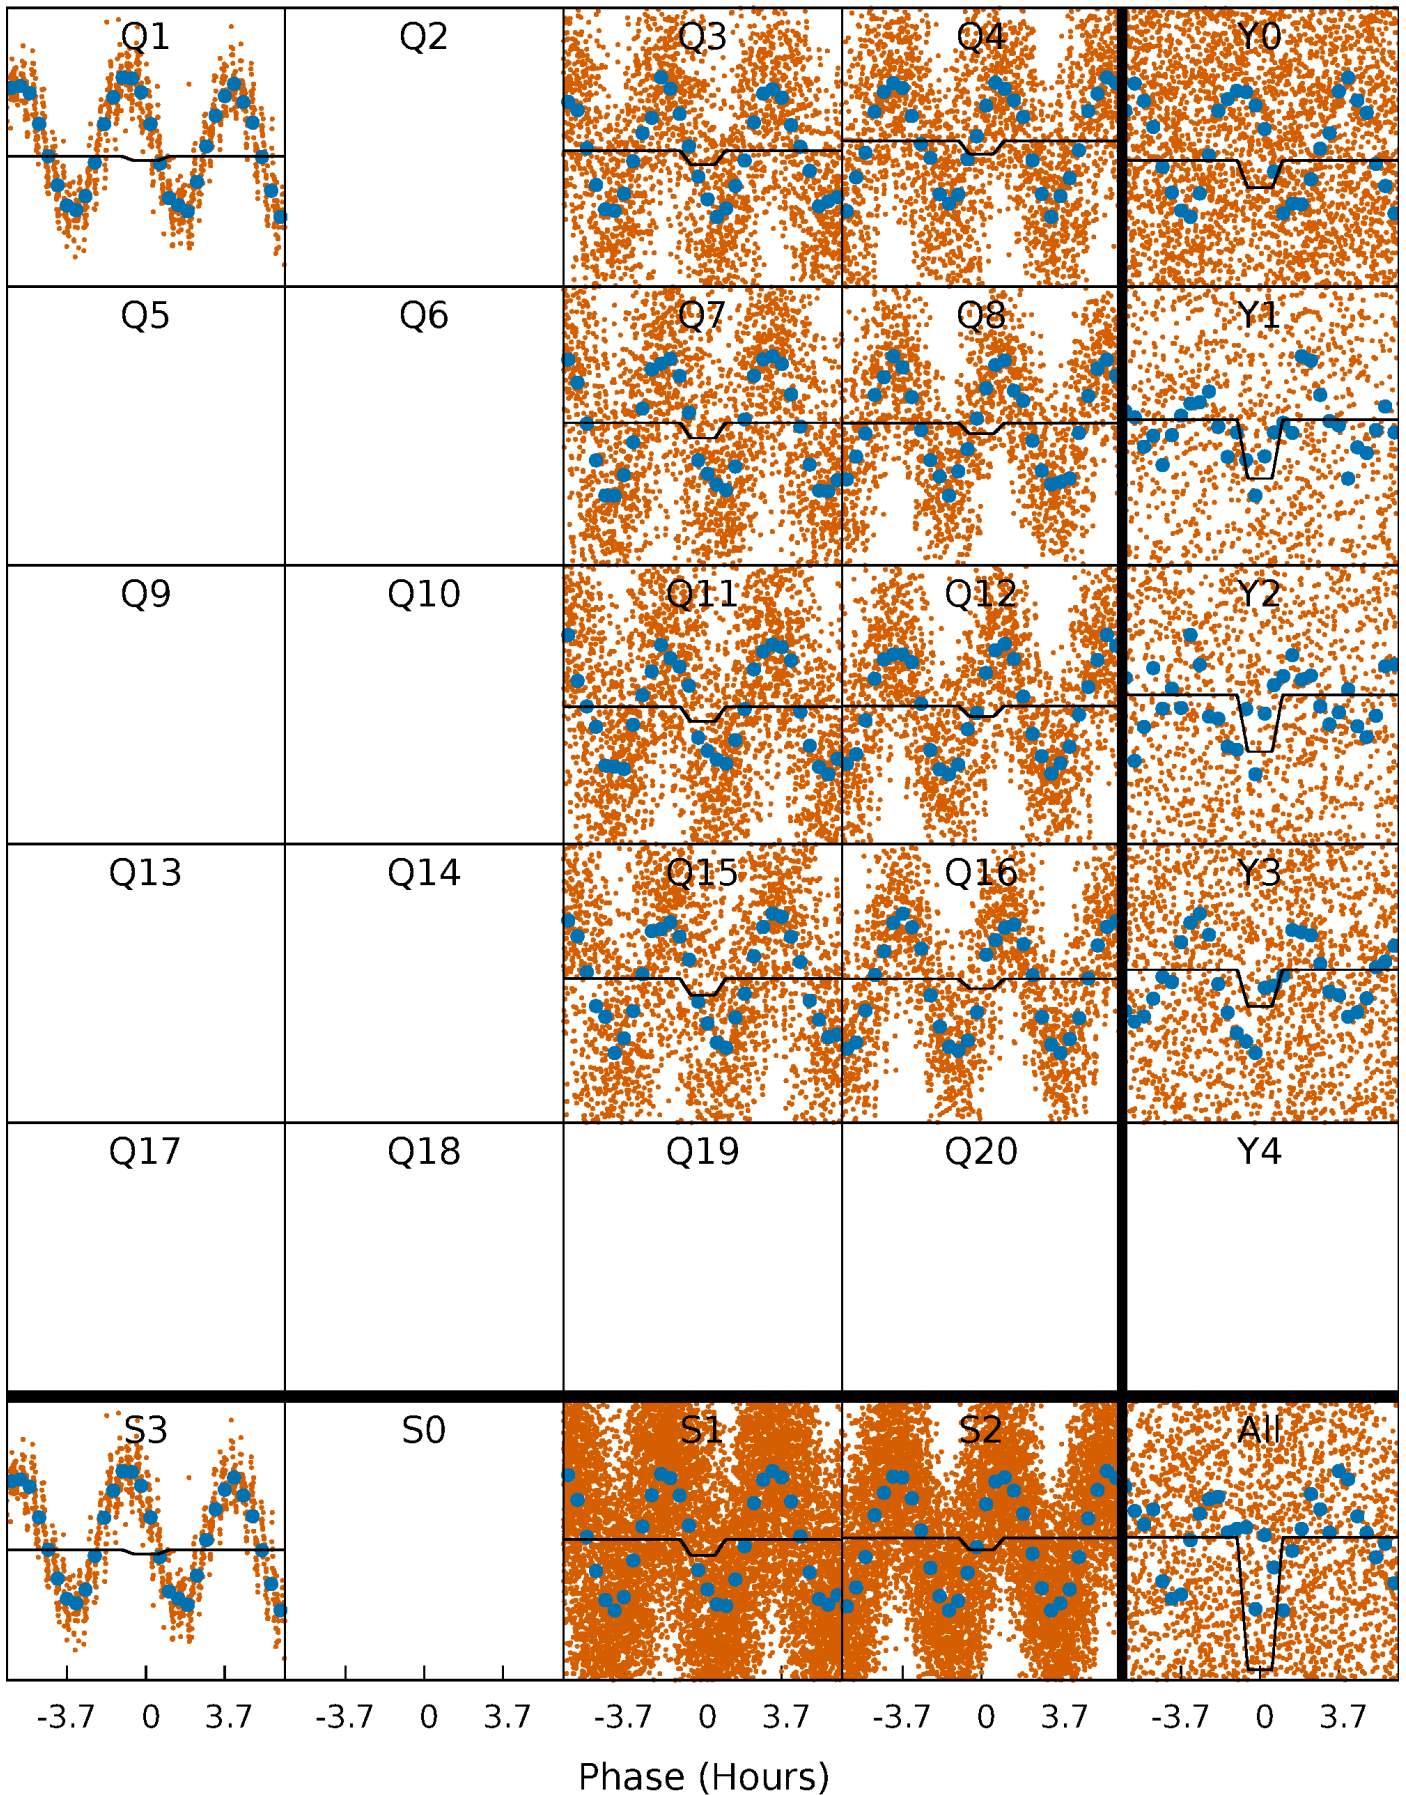 Q1 Q2 Q3 Q4 Y0
Q5 Q6 Q7 Q8 Y1
Q9 Q10 Q11 Q12 Y2
Q13 Q14 Q15 Q16 Y3
Q17 Q18 Q19 Q20 Y4
S3 S0 S1 S2 All
-3.7 0 3.7 -3.7 0 3.7 -3.7 0 3.7 -3.7 0 3.7 -3.7 0 3.7
Phase (Hours)